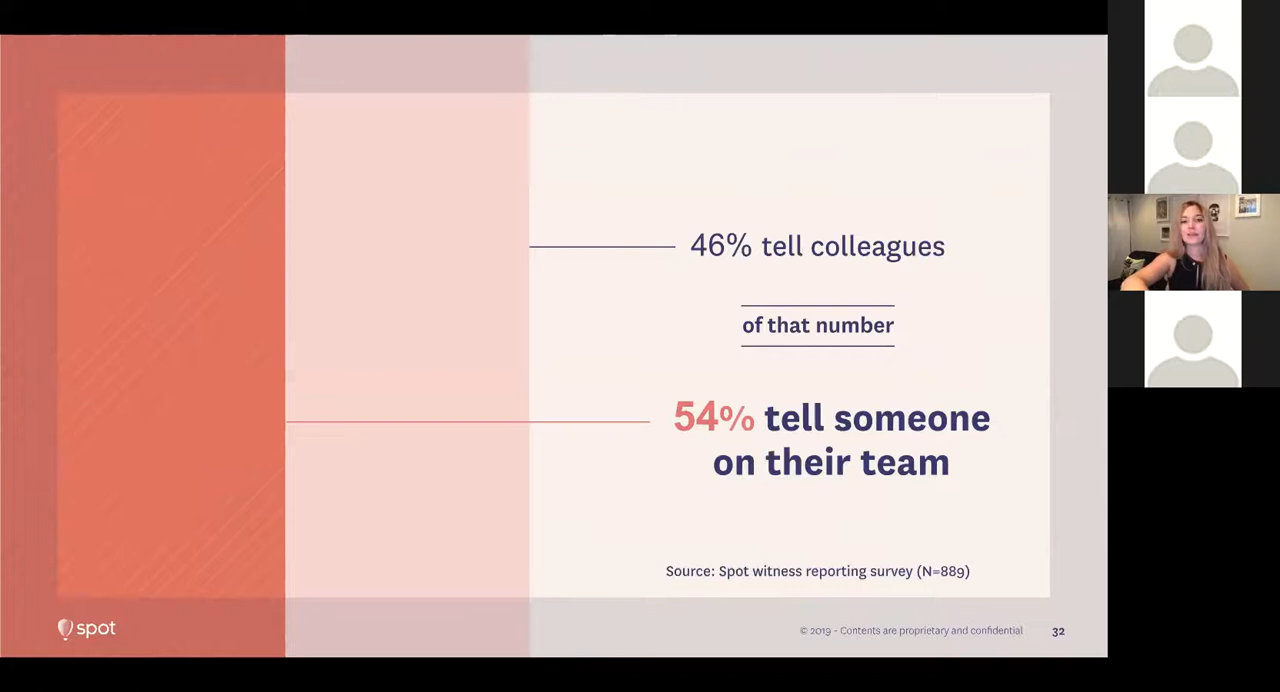 46% tell colleagues
of that number
54% tell someone
on their team
Source: Spot witness reporting survey (N=889)
spot
© 2019 - Contents are proprietary and confidential
32